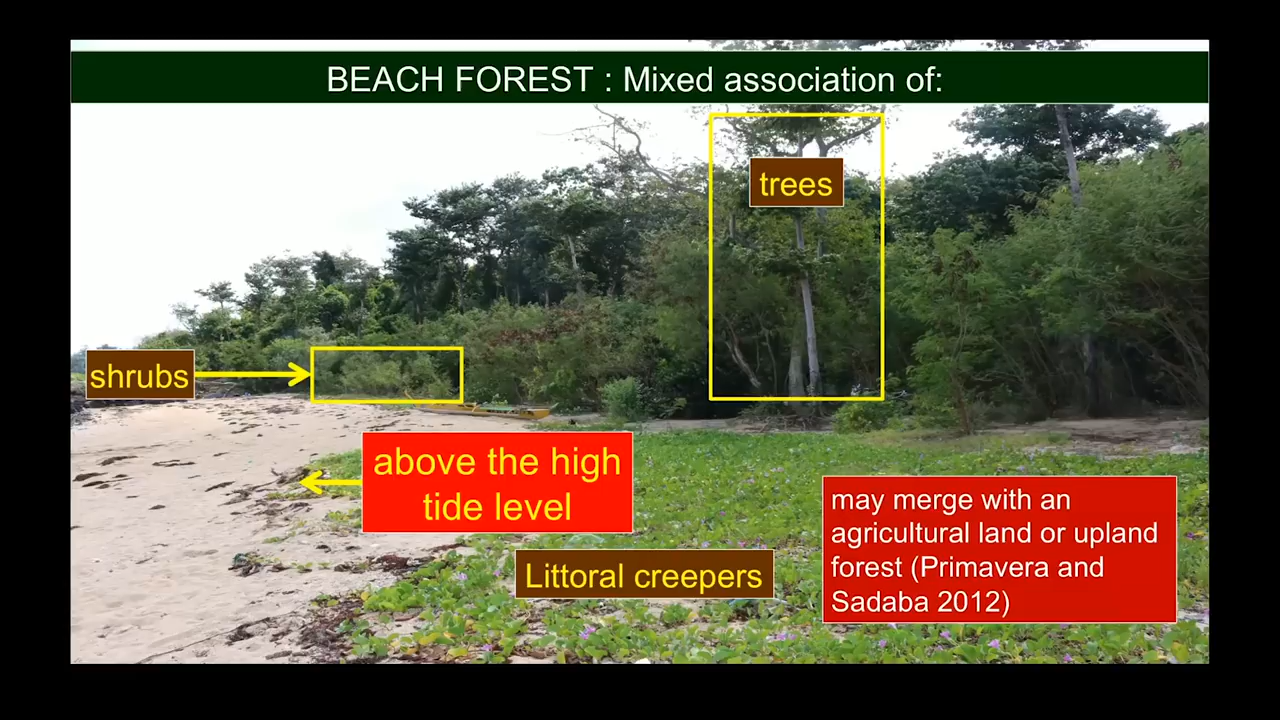 BEACH FOREST : Mixed association of:
trees
shrubs
above the high
tide level
Littoral creepers
may merge with an
agricultural land or upland
forest (Primavera and
Sadaba 2012)